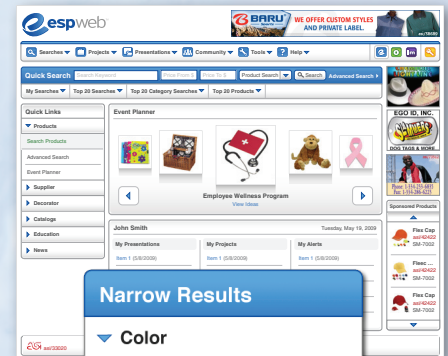 espweb
BARU
WE OFFER CUSTOM STYLES
AND PRIVATE LABEL.
asi/38480
Searches Projects Presentations Community Tools Help
Quick Search Search Keyword Price From $ Price To $ Product Search Search Advanced Search
My Searches Top 20 Searches Top 20 Category Searches Top 20 Products
Quick Links
Products
Search Products
Advanced Search
Event Planner
Supplier
Decorator
Catalogs
Education
News
Event Planner
Employee Wellness Program
View Ideas
John Smith Tuesday, May 19, 2009
My Presentations My Projects My Alerts
Item 1 (5/8/2009) Item 1 (5/8/2009) Item 1 (5/8/2009)
EGO ID, INC.
SLAMMERS
DOG TAGS & MORE
Sponsored Products
Flex Cap
asi/42422
SM-7002
Fleec ...
asi/42422
SM-7002
Flex Cap
asi/42422
SM-7002
Narrow Results
Color
asi/33020